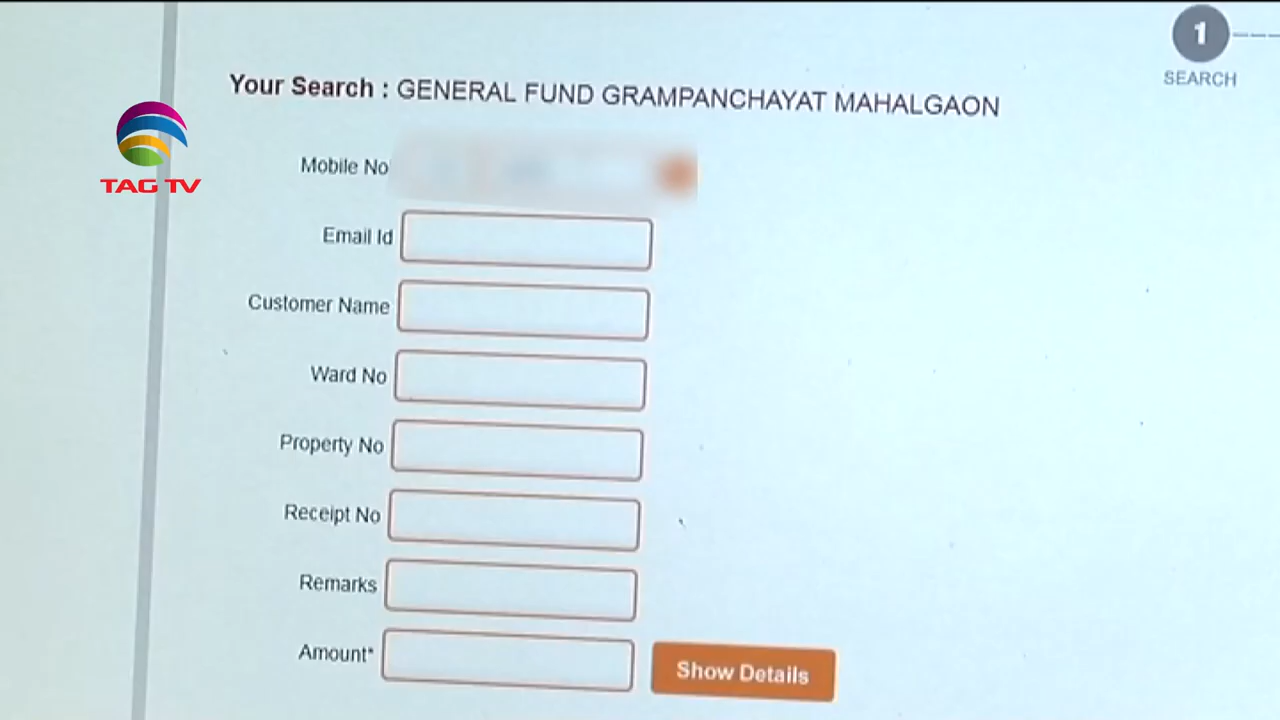 1
SEARCH
Your Search : GENERAL FUND GRAMPANCHAYAT MAHALGAON
TAG TV
Mobile No
Email Id
Customer Name
Ward No
Property No
Receipt No
Remarks
Amount*
Show Details